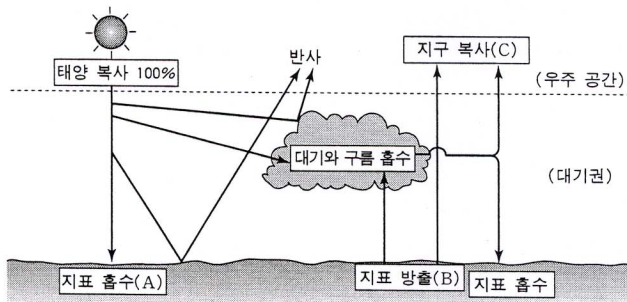 반사
지구 복사(C)
태양 복사 100%
(우주 공간)
대기와 구름 흡수
(대기권)
지표 흡수(A)
지표 방출(B)
지표 흡수